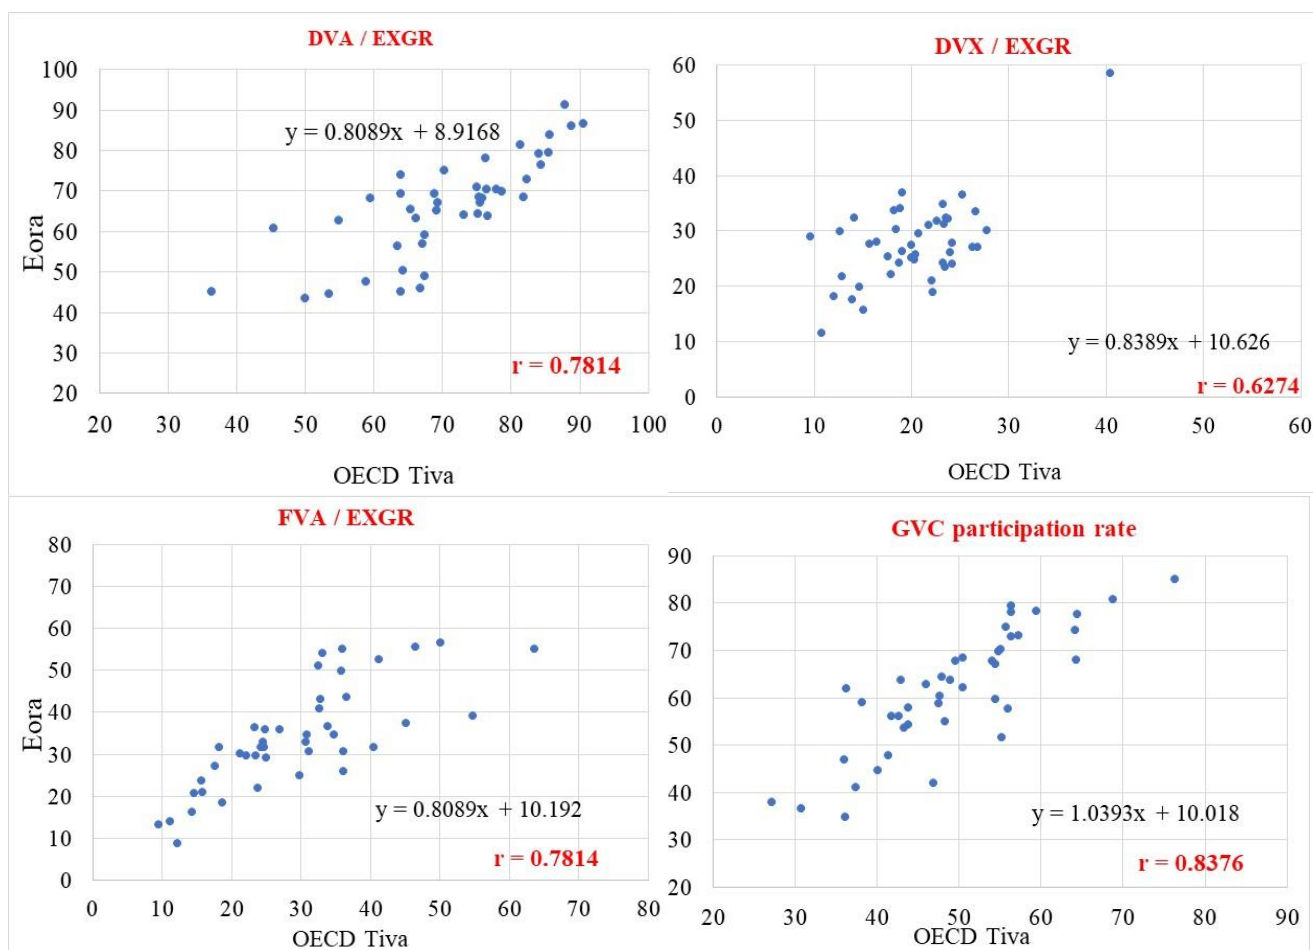 DVA / EXGR
100
90
80
70
60
50
40
30
20
Eora
y = 0.8089x + 8.9168
r = 0.7814
20 30 40 50 60 70 80 90 100
OECD Tiva
DVX / EXGR
60
50
40
30
20
10
0
y = 0.8389x + 10.626
r = 0.6274
0 10 20 30 40 50 60
OECD Tiva
FVA / EXGR
80
70
60
50
40
30
20
10
0
Eora
y = 0.8089x + 10.192
r = 0.7814
0 10 20 30 40 50 60 70 80
OECD Tiva
GVC participation rate
90
80
70
60
50
40
30
20
y = 1.0393x + 10.018
r = 0.8376
20 30 40 50 60 70 80 90
OECD Tiva